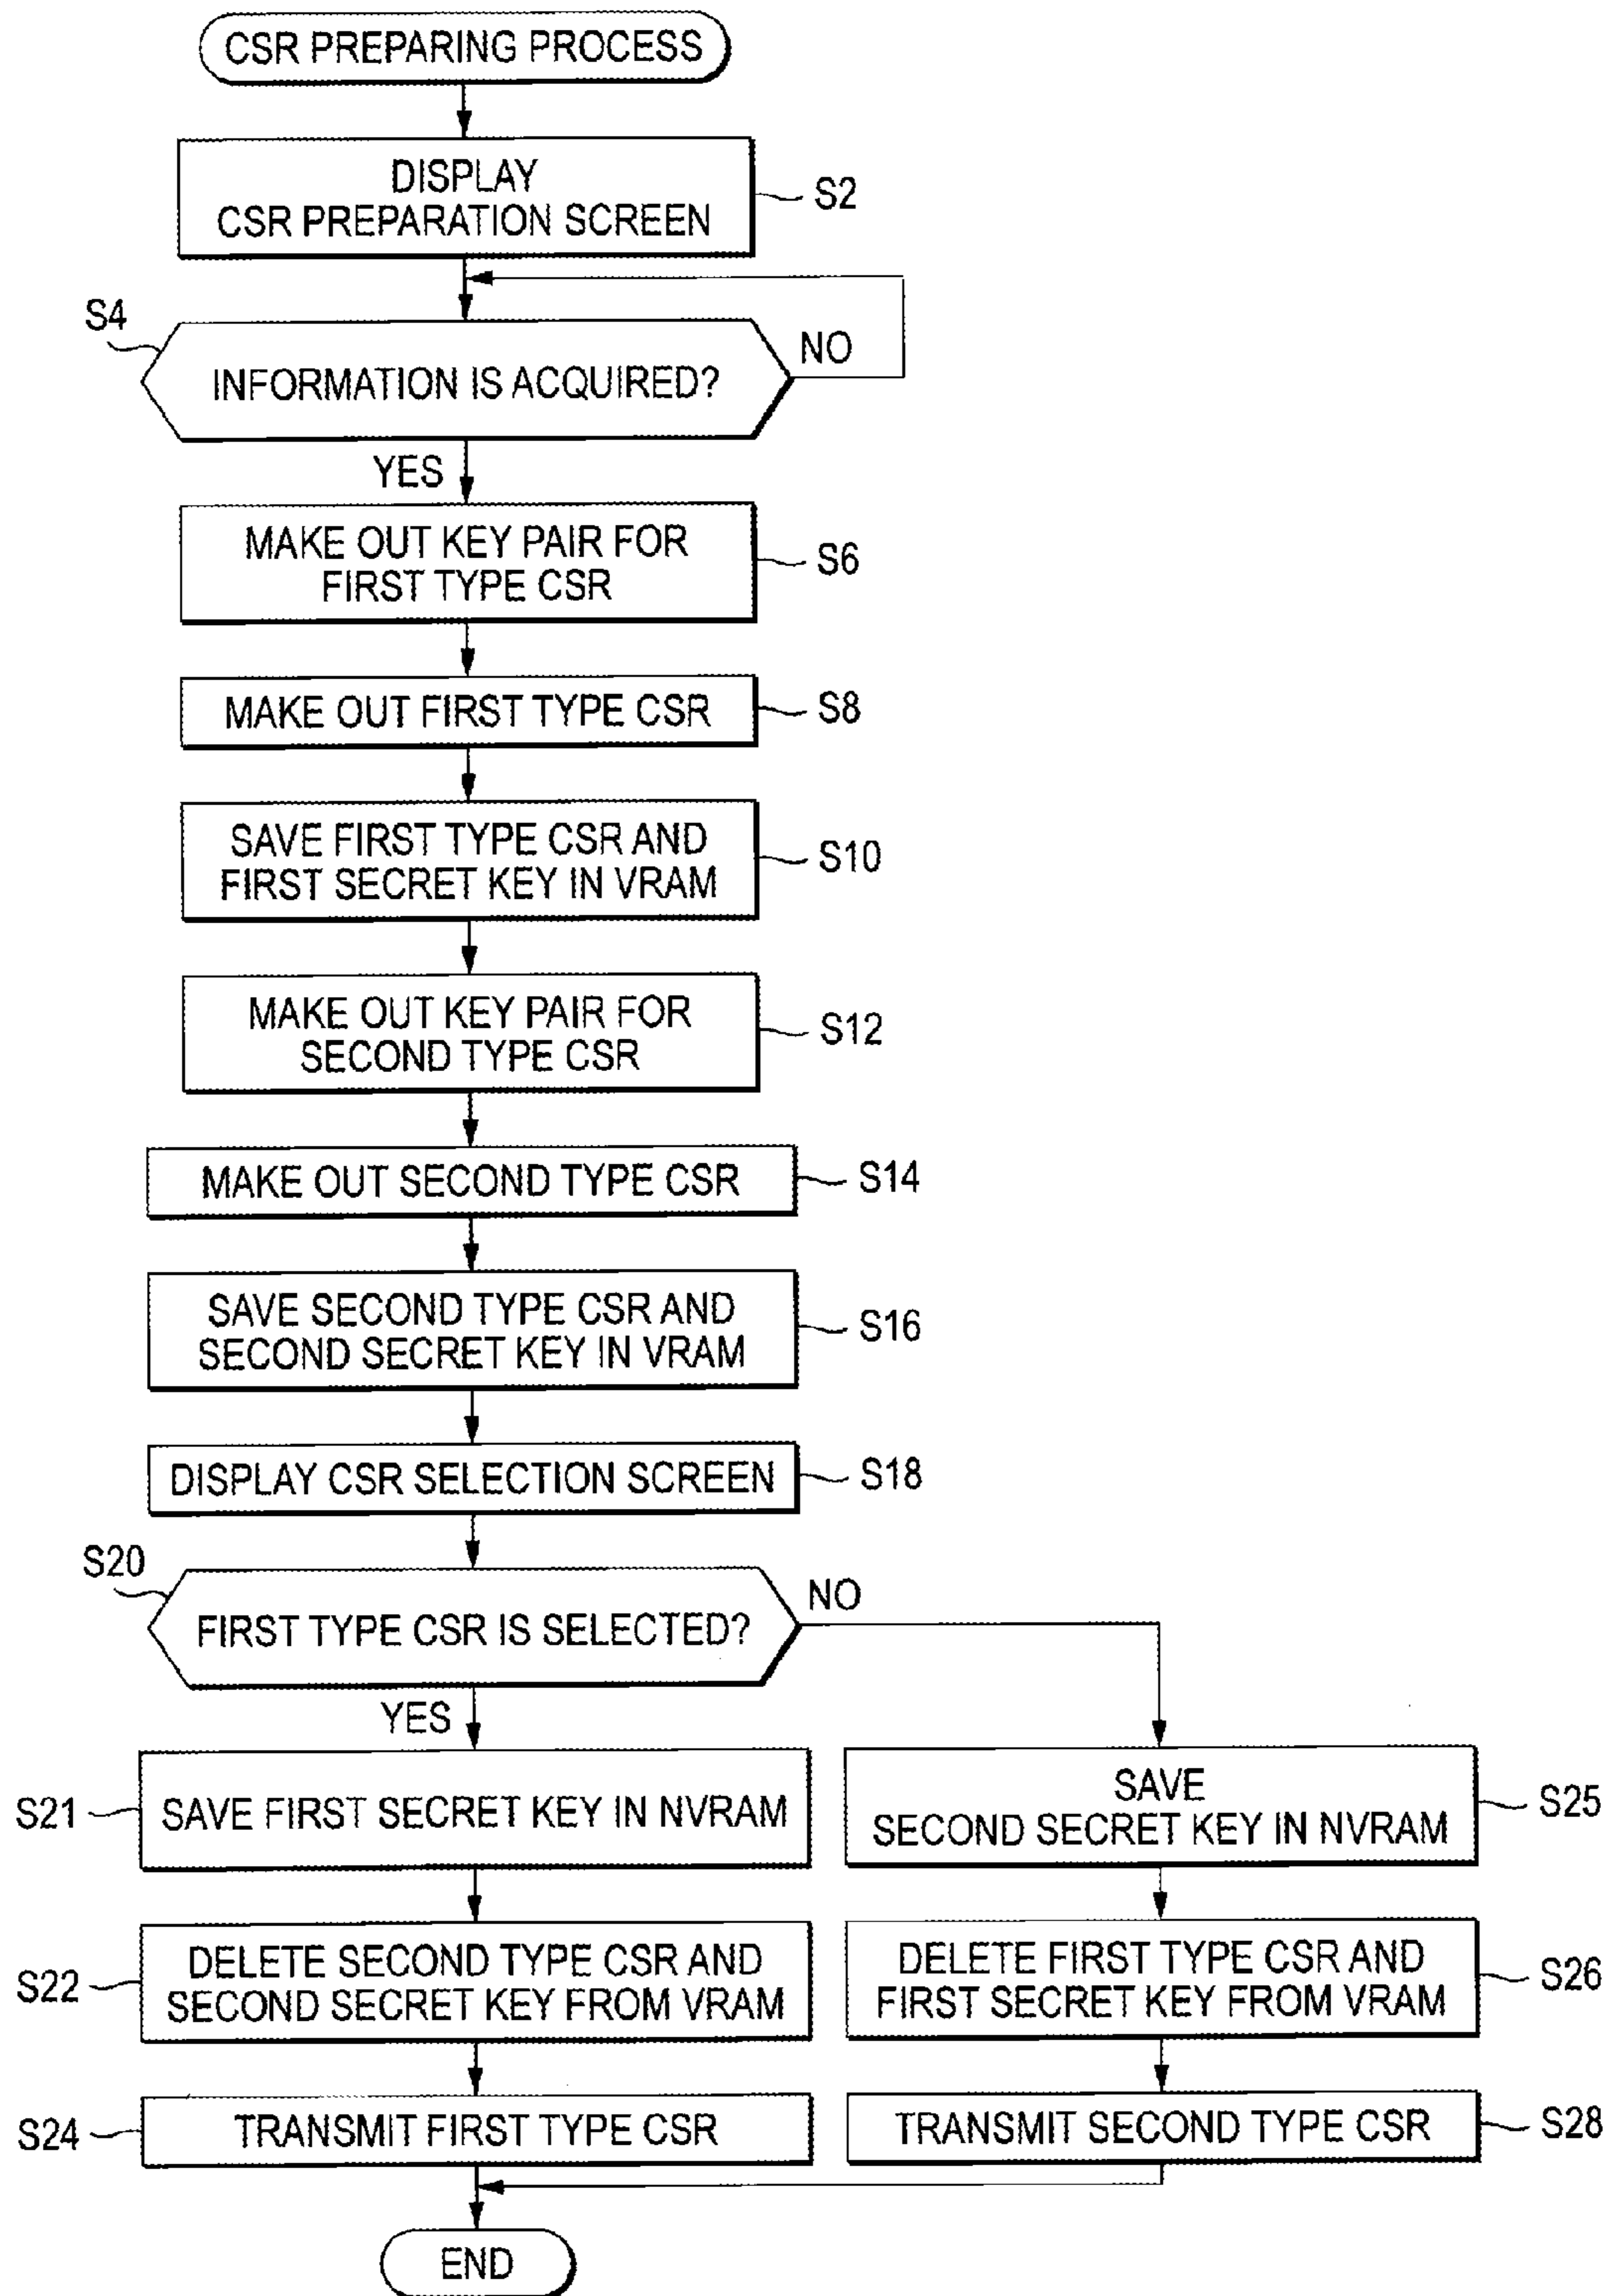 CSR PREPARING PROCESS
DISPLAY
CSR PREPARATION SCREEN
S2
S4
INFORMATION IS ACQUIRED?
NO
YES
MAKE OUT KEY PAIR FOR
FIRST TYPE CSR
S6
MAKE OUT FIRST TYPE CSR
S8
SAVE FIRST TYPE CSR AND
FIRST SECRET KEY IN VRAM
S10
MAKE OUT KEY PAIR FOR
SECOND TYPE CSR
S12
MAKE OUT SECOND TYPE CSR
S14
SAVE SECOND TYPE CSR AND
SECOND SECRET KEY IN VRAM
S16
DISPLAY CSR SELECTION SCREEN
S18
S20
FIRST TYPE CSR IS SELECTED?
NO
YES
S21
SAVE FIRST SECRET KEY IN NVRAM
SAVE
SECOND SECRET KEY IN NVRAM
S25
S22
DELETE SECOND TYPE CSR AND
SECOND SECRET KEY FROM VRAM
DELETE FIRST TYPE CSR AND
FIRST SECRET KEY FROM VRAM
S26
S24
TRANSMIT FIRST TYPE CSR
TRANSMIT SECOND TYPE CSR
S28
END